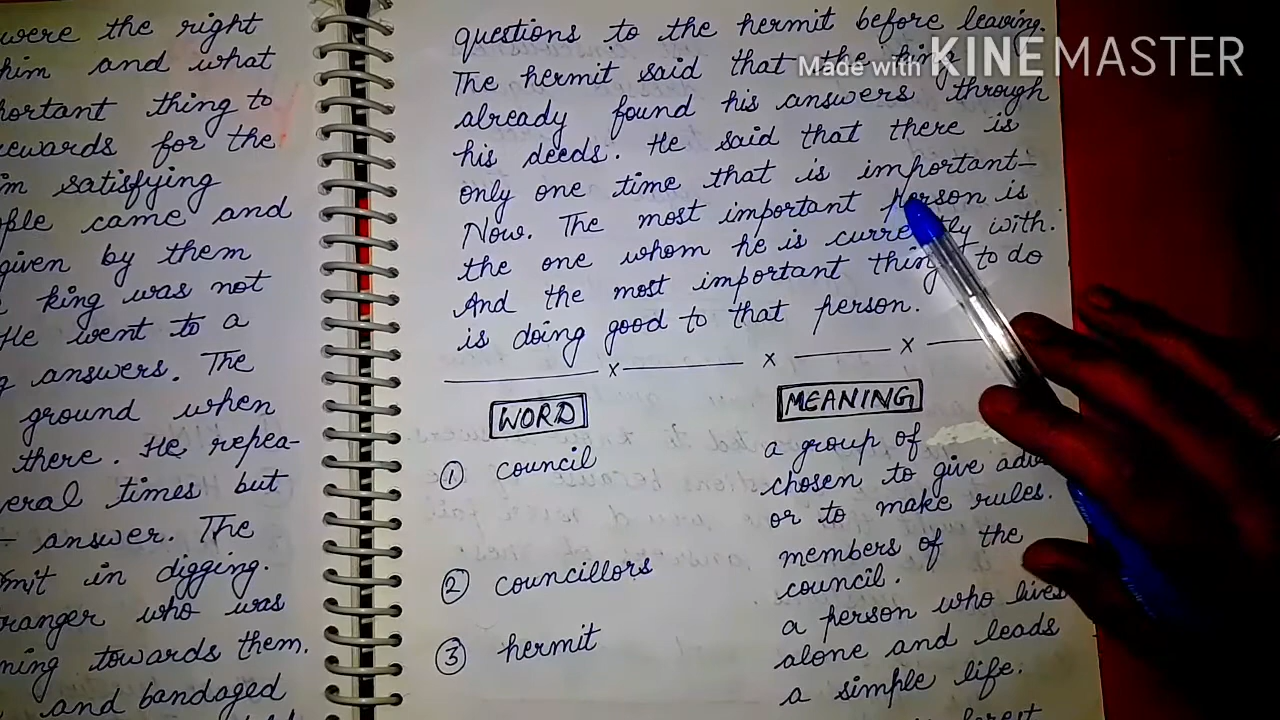 were the right
him and what
portant thing to
rewards for the
satisfying
ple came and
given by them
king was not
He went to a
answers. The
ground when
there. He repea-
eral times but
answer. The
mit in digging.
ranger who was
ning towards them.
and bandaged
questions to the hermit before leaving.
The hermit said that the king
already found his answers through
his deeds. He said that there is
only one time that is important-
Now. The most important person is
the one whom he is currently with.
And the most important thing to do
is doing good to that person.
x x x
WORD MEANING
① council a group of
chosen to give advi
or to make rules.
② councillors members of the
council.
③ hermit a person who lives
alone and leads
a simple life.
Made with KINEMASTER